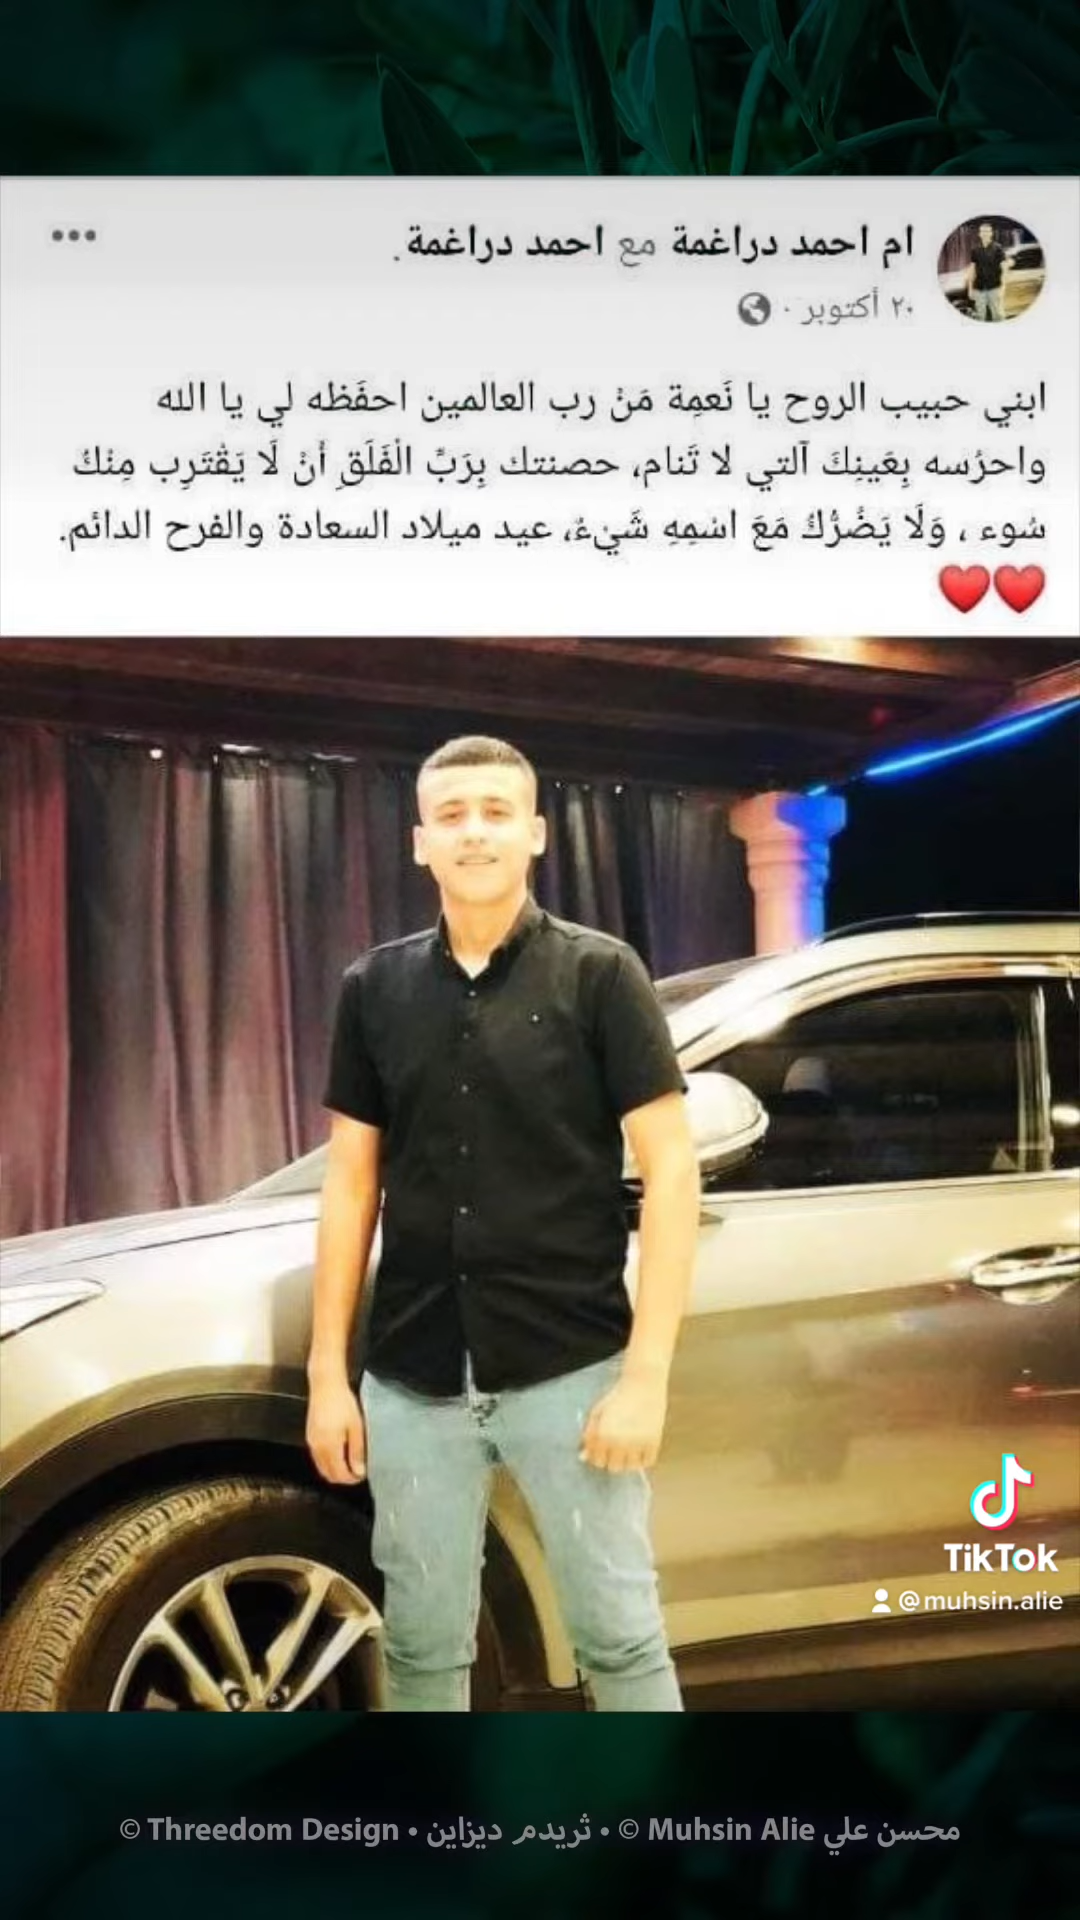 ام احمد دراغمة مع احمد دراغمة.
٢٠ أكتوبر ·
ابني حبيب الروح يا نَعمِة مَنْ رب العالمين احفَظه لي يا الله
واحرُسه بِعَينِكَ آلتي لا تَنام، حصنتك بِرَبِّ الْفَلَقِ أَنْ لَا يَقْتَرِب مِنْكُ
سُوء ، وَلَا يَضُرُّكُ مَعَ اسْمِهِ شَيْءُ، عيد ميلاد السعادة والفرح الدائم.
♥♥
TikTok
@muhsin.alie
© Threedom Design • ثريدم ديزاين • © Muhsin Alie محسن علي